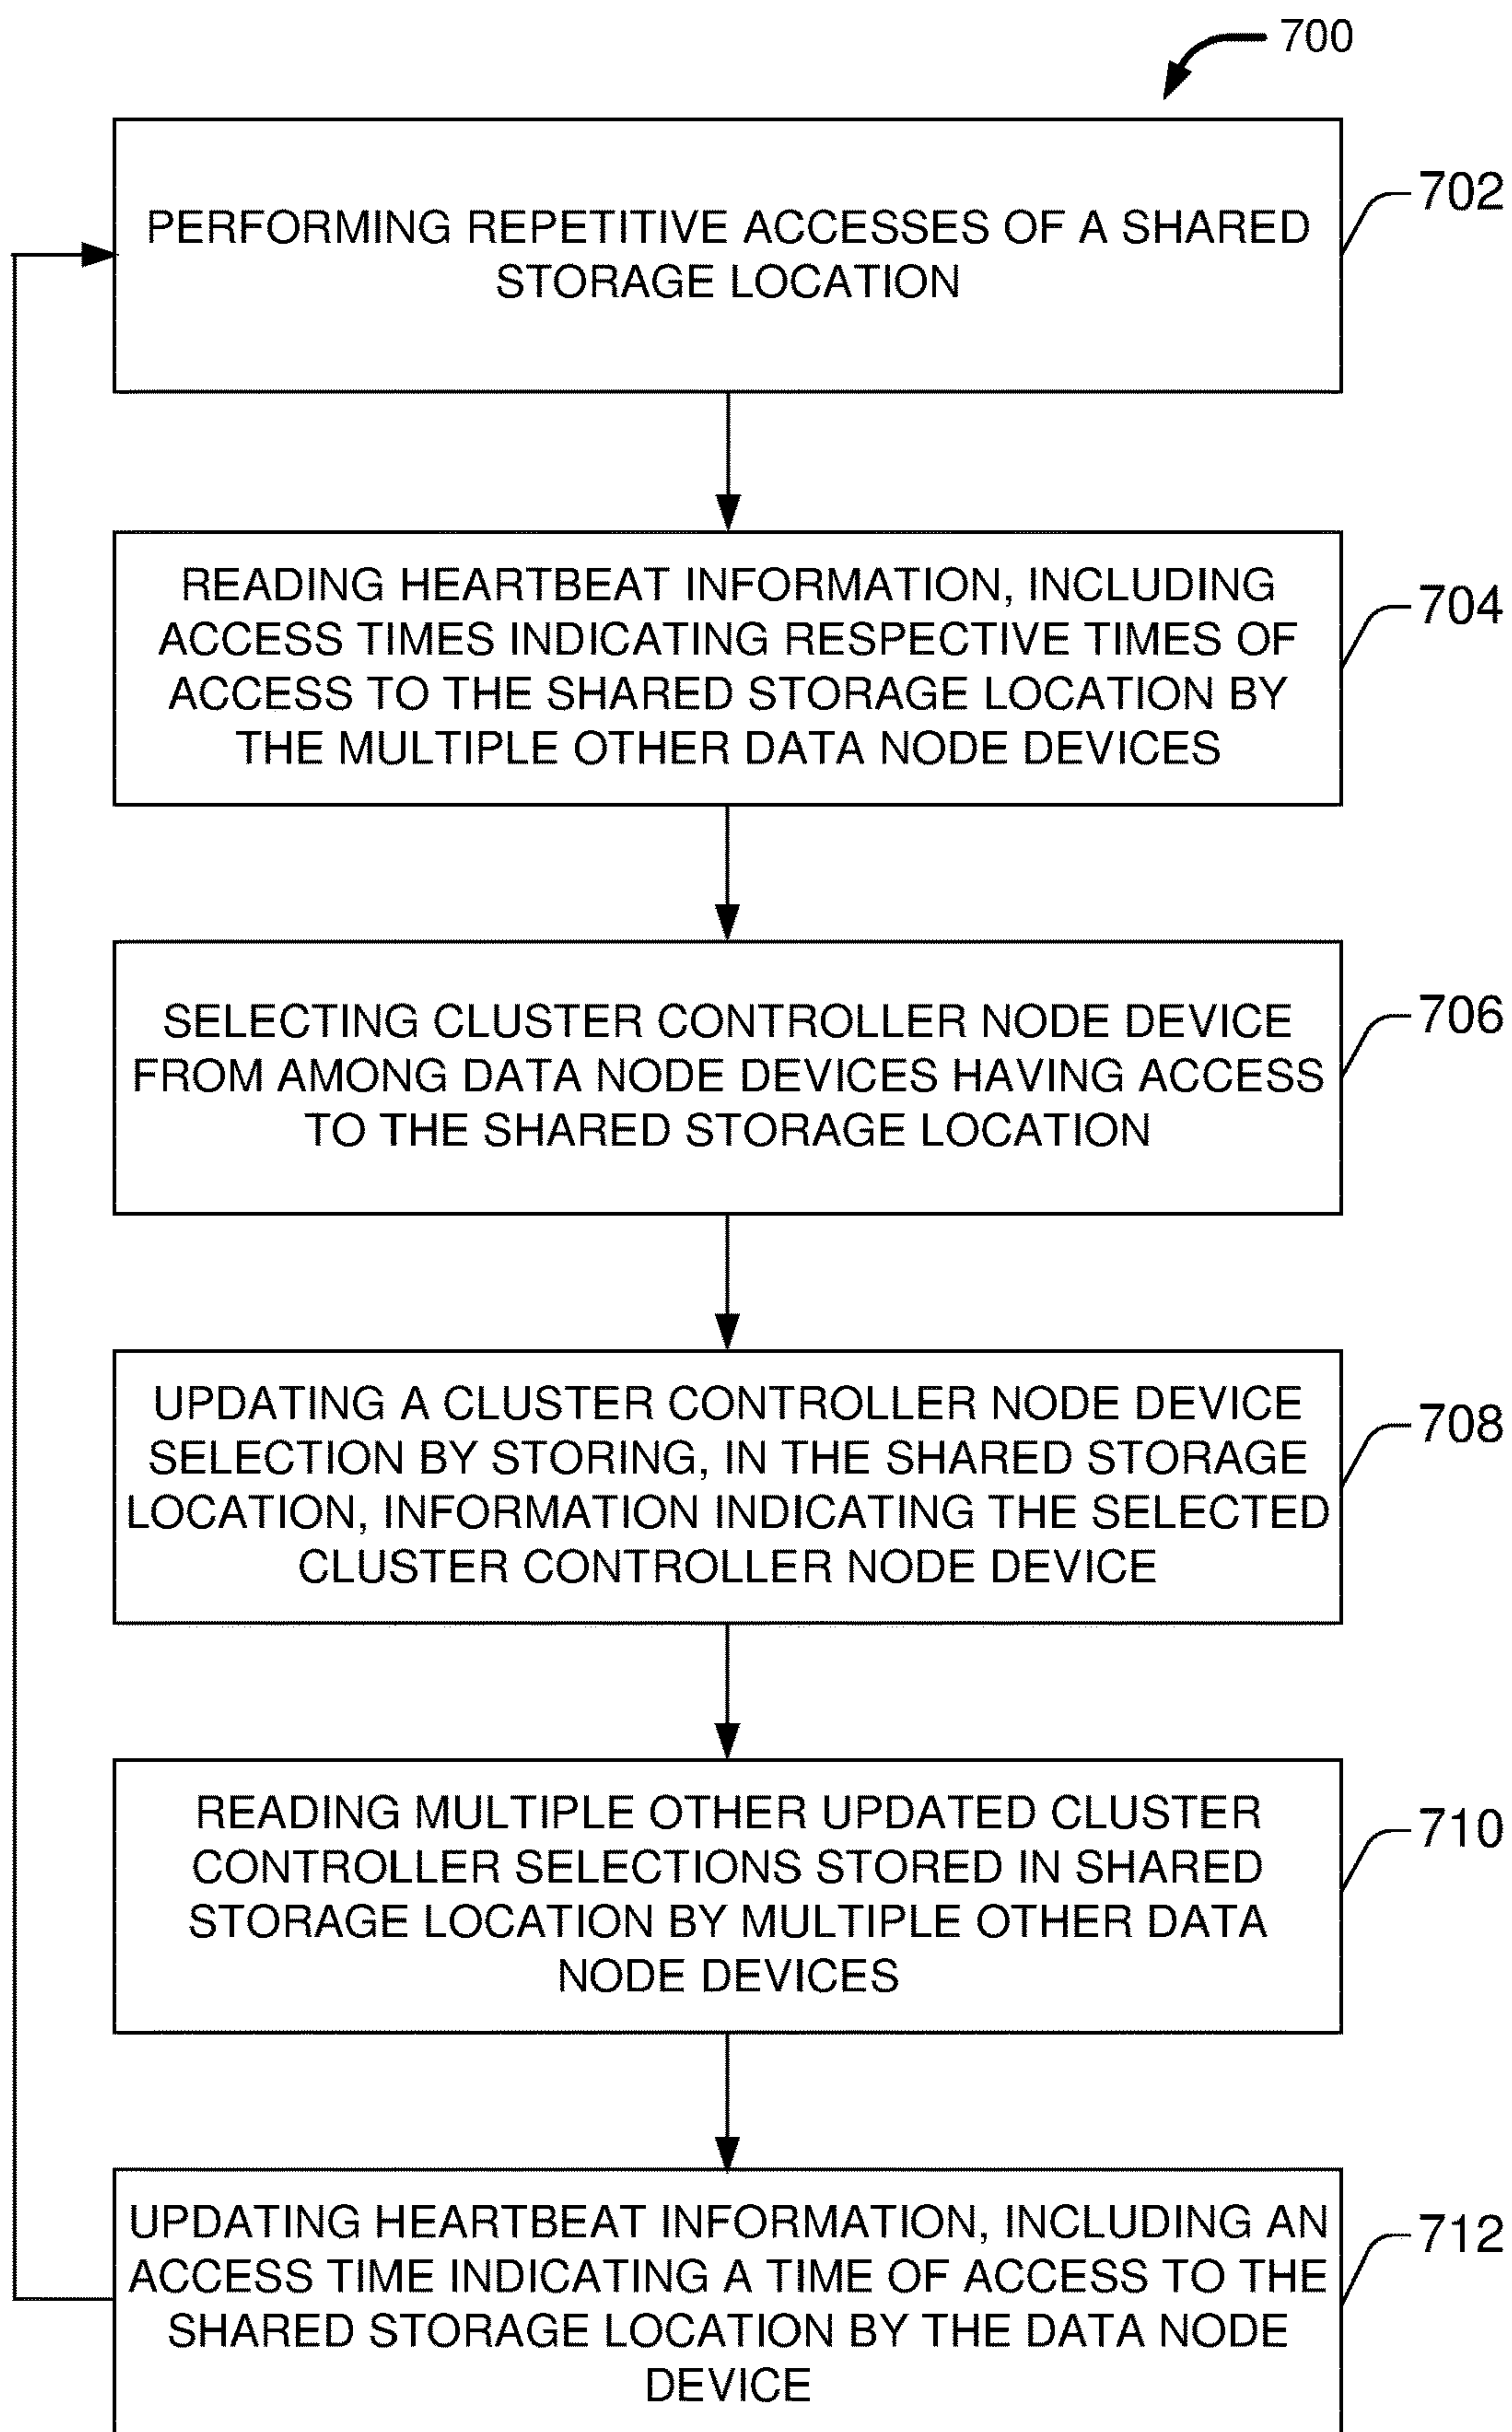 700
PERFORMING REPETITIVE ACCESSES OF A SHARED
STORAGE LOCATION
702
READING HEARTBEAT INFORMATION, INCLUDING
ACCESS TIMES INDICATING RESPECTIVE TIMES OF
ACCESS TO THE SHARED STORAGE LOCATION BY
THE MULTIPLE OTHER DATA NODE DEVICES
704
SELECTING CLUSTER CONTROLLER NODE DEVICE
FROM AMONG DATA NODE DEVICES HAVING ACCESS
TO THE SHARED STORAGE LOCATION
706
UPDATING A CLUSTER CONTROLLER NODE DEVICE
SELECTION BY STORING, IN THE SHARED STORAGE
LOCATION, INFORMATION INDICATING THE SELECTED
CLUSTER CONTROLLER NODE DEVICE
708
READING MULTIPLE OTHER UPDATED CLUSTER
CONTROLLER SELECTIONS STORED IN SHARED
STORAGE LOCATION BY MULTIPLE OTHER DATA
NODE DEVICES
710
UPDATING HEARTBEAT INFORMATION, INCLUDING AN
ACCESS TIME INDICATING A TIME OF ACCESS TO THE
SHARED STORAGE LOCATION BY THE DATA NODE
DEVICE
712